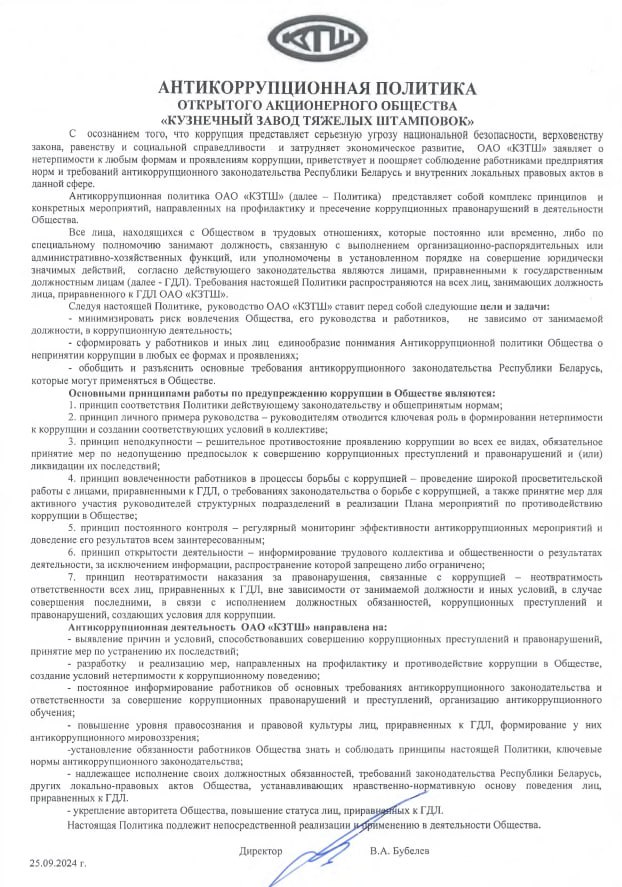 КТШ
АНТИКОРРУПЦИОННАЯ ПОЛИТИКА
ОТКРЫТОГО АКЦИОНЕРНОГО ОБЩЕСТВА
«КУЗНЕЧНЫЙ ЗАВОД ТЯЖЕЛЫХ ШТАМПОВОК»
С осознанием того, что коррупция представляет серьезную угрозу национальной безопасности, верховенству
закона, равенству и социальной справедливости и затрудняет экономическое развитие, ОАО «КЗТШ» заявляет о
нетерпимости к любым формам и проявлениям коррупции, приветствует и поощряет соблюдение работниками предприятия
норм и требований антикоррупционного законодательства Республики Беларусь и внутренних локальных правовых актов в
данной сфере.
Антикоррупционная политика ОАО «КЗТШ» (далее – Политика) представляет собой комплекс принципов и
конкретных мероприятий, направленных на профилактику и пресечение коррупционных правонарушений в деятельности
Общества.
Все лица, находящихся с Обществом в трудовых отношениях, которые постоянно или временно, либо по
специальному полномочию занимают должность, связанную с выполнением организационно-распорядительных или
административно-хозяйственных функций, или уполномочены в установленном порядке на совершение юридически
значимых действий, согласно действующего законодательства являются лицами, приравненными к государственным
должностным лицам (далее - ГДЛ). Требования настоящей Политики распространяются на всех лиц, занимающих должность
лица, приравненного к ГДЛ ОАО «КЗТШ».
Следуя настоящей Политике, руководство ОАО «КЗТШ» ставит перед собой следующие цели и задачи:
- минимизировать риск вовлечения Общества, его руководства и работников, не зависимо от занимаемой
должности, в коррупционную деятельность;
- сформировать у работников и иных лиц единообразие понимания Антикоррупционной политики Общества о
неприятии коррупции в любых ее формах и проявлениях;
- обобщить и разъяснить основные требования антикоррупционного законодательства Республики Беларусь,
которые могут применяться в Обществе.
Основными принципами работы по предупреждению коррупции в Обществе являются:
1. принцип соответствия Политики действующему законодательству и общепринятым нормам;
2. принцип личного примера руководства – руководителям отводится ключевая роль в формировании нетерпимости
к коррупции и создании соответствующих условий в коллективе;
3. принцип неподкупности – решительное противостояние проявлению коррупции во всех ее видах, обязательное
принятие мер по недопущению предпосылок к совершению коррупционных преступлений и правонарушений и (или)
ликвидации их последствий;
4. принцип вовлеченности работников в процессы борьбы с коррупцией – проведение широкой просветительской
работы с лицами, приравненными к ГДЛ, о требованиях законодательства о борьбе с коррупцией, а также принятие мер для
активного участия руководителей структурных подразделений в реализации Плана мероприятий по противодействию
коррупции в Обществе;
5. принцип постоянного контроля – регулярный мониторинг эффективности антикоррупционных мероприятий и
доведение его результатов всем заинтересованным;
6. принцип открытости деятельности – информирование трудового коллектива и общественности о результатах
деятельности, за исключением информации, распространение которой запрещено либо ограничено;
7. принцип неотвратимости наказания за правонарушения, связанные с коррупцией – неотвратимость
ответственности всех лиц, приравненных к ГДЛ, вне зависимости от занимаемой должности и иных условий, в случае
совершения последними, в связи с исполнением должностных обязанностей, коррупционных преступлений и
правонарушений, создающих условия для коррупции.
Антикоррупционная деятельность ОАО «КЗТШ» направлена на:
- выявление причин и условий, способствовавших совершению коррупционных преступлений и правонарушений,
принятие мер по устранению их последствий;
- разработку и реализацию мер, направленных на профилактику и противодействие коррупции в Обществе,
создание условий нетерпимости к коррупционному поведению;
- постоянное информирование работников об основных требованиях антикоррупционного законодательства и
ответственности за совершение коррупционных правонарушений и преступлений, организацию антикоррупционного
обучения;
- повышение уровня правосознания и правовой культуры лиц, приравненных к ГДЛ, формирование у них
антикоррупционного мировоззрения;
-установление обязанности работников Общества знать и соблюдать принципы настоящей Политики, ключевые
нормы антикоррупционного законодательства;
- надлежащее исполнение своих должностных обязанностей, требований законодательства Республики Беларусь,
других локально-правовых актов Общества, устанавливающих нравственно-нормативную основу поведения лиц,
приравненных к ГДЛ.
- укрепление авторитета Общества, повышение статуса лиц, приравненных к ГДЛ.
Настоящая Политика подлежит непосредственной реализации и применению в деятельности Общества.
Директор В.А. Бубелев
25.09.2024 г.